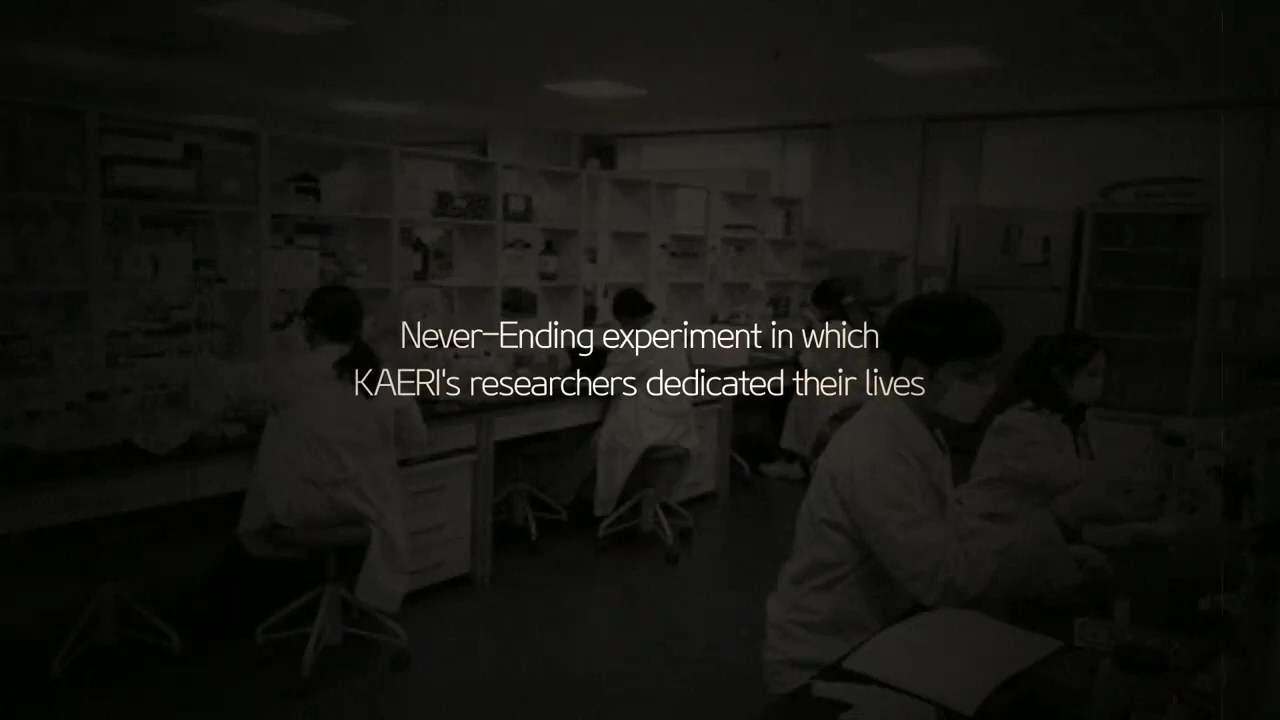 Never-Ending experiment in which
KAERI's researchers dedicated their lives